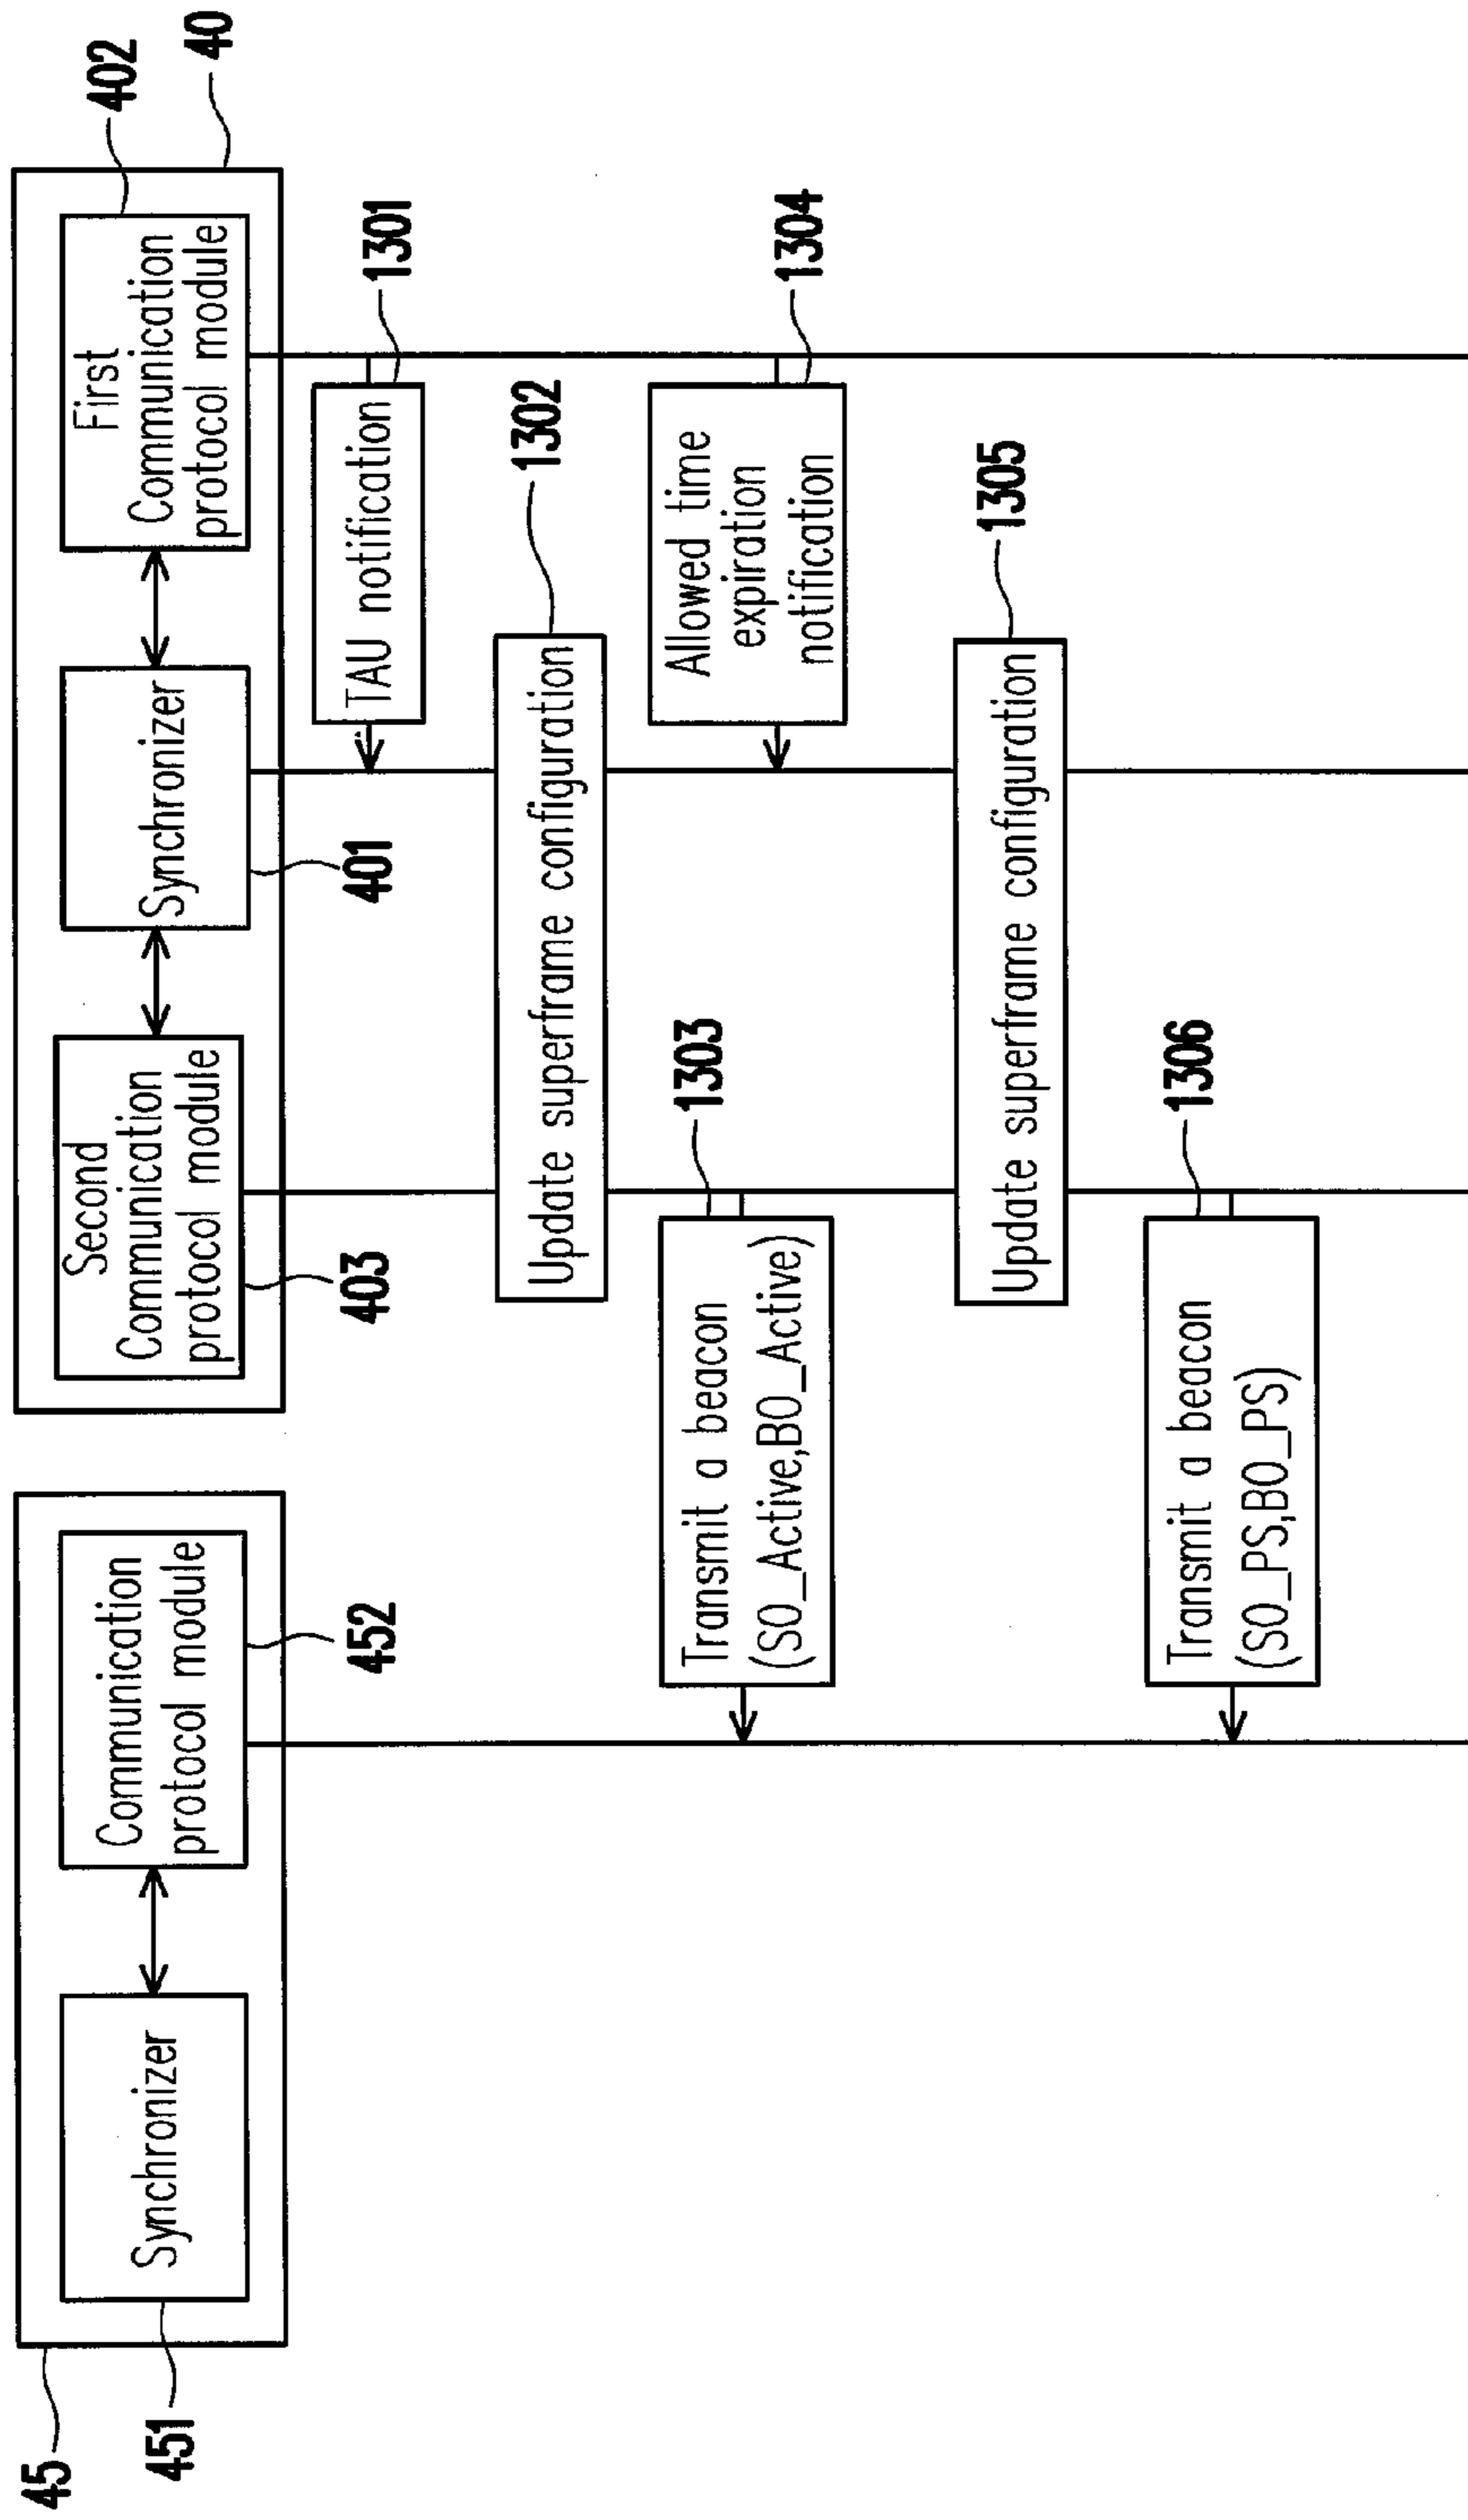 45
451
Synchronizer
Communication
protocol module
452
Second
Communication
protocol module
403
Synchronizer
401
First
Communication
protocol module
402
40
TAU notification
1301
Update superframe configuration
1302
Transmit a beacon
(SO_Active,BO_Active)
1303
Allowed time
expiration
notification
1304
Update superframe configuration
1305
Transmit a beacon
(SO_PS,BO_PS)
1306